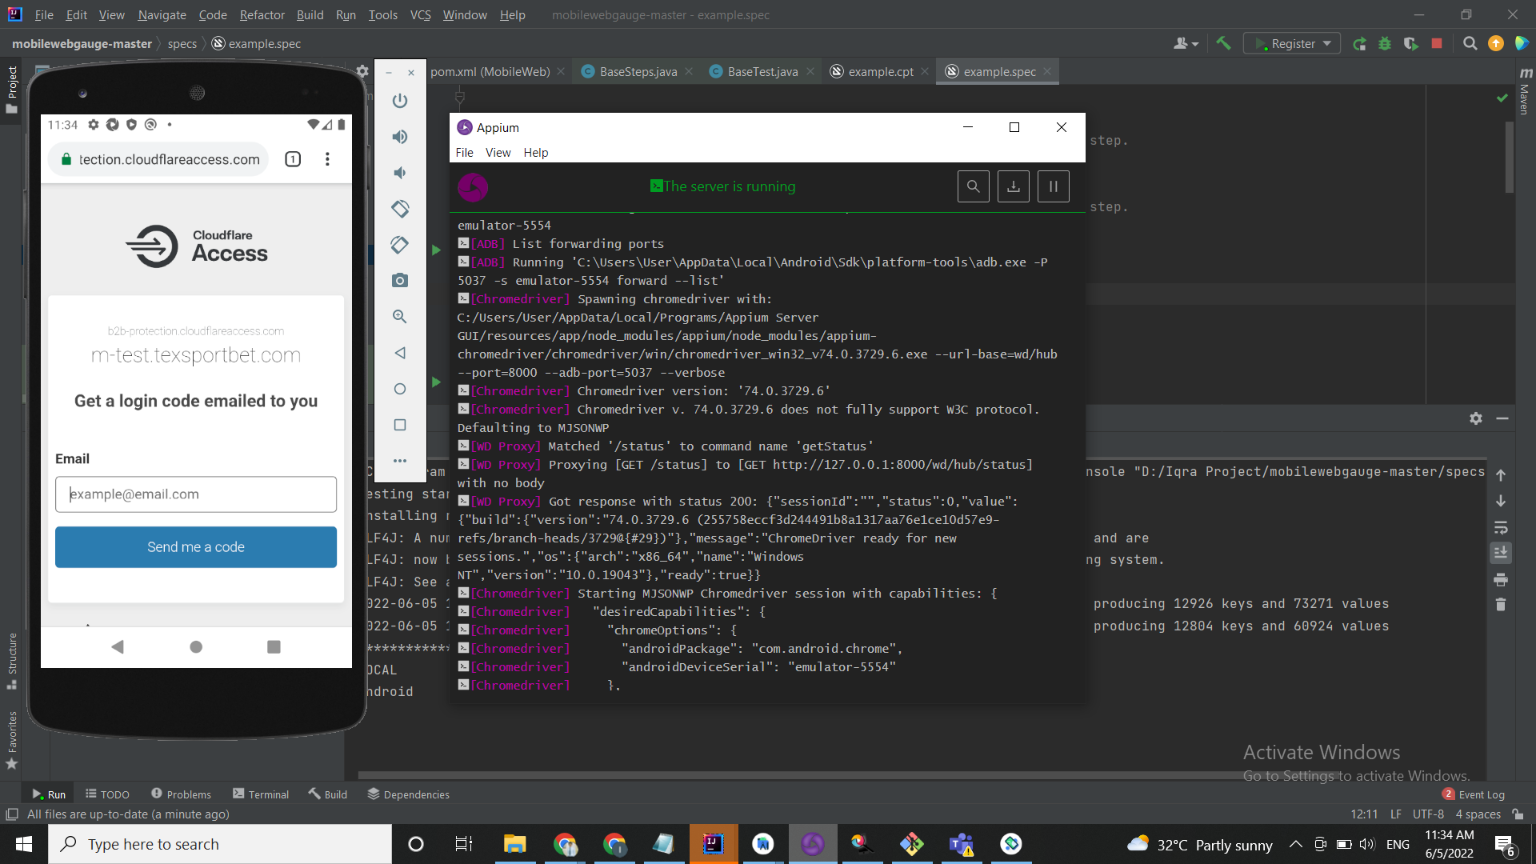 File Edit View Navigate Code Refactor Build Run Tools VCS Window Help mobilewebgauge-master - example.spec
mobilewebgauge-master specs example.spec
Register
pom.xml (MobileWeb) BaseSteps.java BaseTest.java example.cpt example.spec
Project
Structure
Favorites
Maven
11:34
tection.cloudflareaccess.com 1
Cloudflare
Access
b2b-protection.cloudflareaccess.com
m-test.texsportbet.com
Get a login code emailed to you
Email
example@email.com
Send me a code
Appium
File View Help
The server is running
emulator-5554
[ADB] List forwarding ports
[ADB] Running 'C:\Users\User\AppData\Local\Android\Sdk\platform-tools\adb.exe -P
5037 -s emulator-5554 forward --list'
[Chromedriver] Spawning chromedriver with:
C:/Users/User/AppData/Local/Programs/Appium Server
GUI/resources/app/node_modules/appium/node_modules/appium-
chromedriver/chromedriver/win/chromedriver_win32_v74.0.3729.6.exe --url-base=wd/hub
--port=8000 --adb-port=5037 --verbose
[Chromedriver] Chromedriver version: '74.0.3729.6'
[Chromedriver] Chromedriver v. 74.0.3729.6 does not fully support W3C protocol.
Defaulting to MJSONWP
[WD Proxy] Matched '/status' to command name 'getStatus'
[WD Proxy] Proxying [GET /status] to [GET http://127.0.0.1:8000/wd/hub/status]
with no body
[WD Proxy] Got response with status 200: {"sessionId":"","status":0,"value":
{"build":{"version":"74.0.3729.6 (255758eccf3d244491b8a1317aa76e1ce10d57e9-
refs/branch-heads/3729@{#29})"},"message":"ChromeDriver ready for new
sessions.","os":{"arch":"x86_64","name":"Windows
NT","version":"10.0.19043"},"ready":true}}
[Chromedriver] Starting MJSONWP Chromedriver session with capabilities: {
[Chromedriver] "desiredCapabilities": {
[Chromedriver] "chromeOptions": {
[Chromedriver] "androidPackage": "com.android.chrome",
[Chromedriver] "androidDeviceSerial": "emulator-5554"
[Chromedriver] },
step.
step.
nsole "D:/Iqra Project/mobilewebgauge-master/specs
esting star
nstalling
LF4J: A num and are
LF4J: now b ng system.
LF4J: See a
022-06-05 1 producing 12926 keys and 73271 values
022-06-05 1 producing 12804 keys and 60924 values
***********
OCAL
ndroid
Activate Windows
Go to Settings to activate Windows.
Run TODO Problems Terminal Build Dependencies 2 Event Log
All files are up-to-date (a minute ago) 12:11 LF UTF-8 4 spaces
Type here to search 32°C Partly sunny ENG 11:34 AM
6/5/2022 6